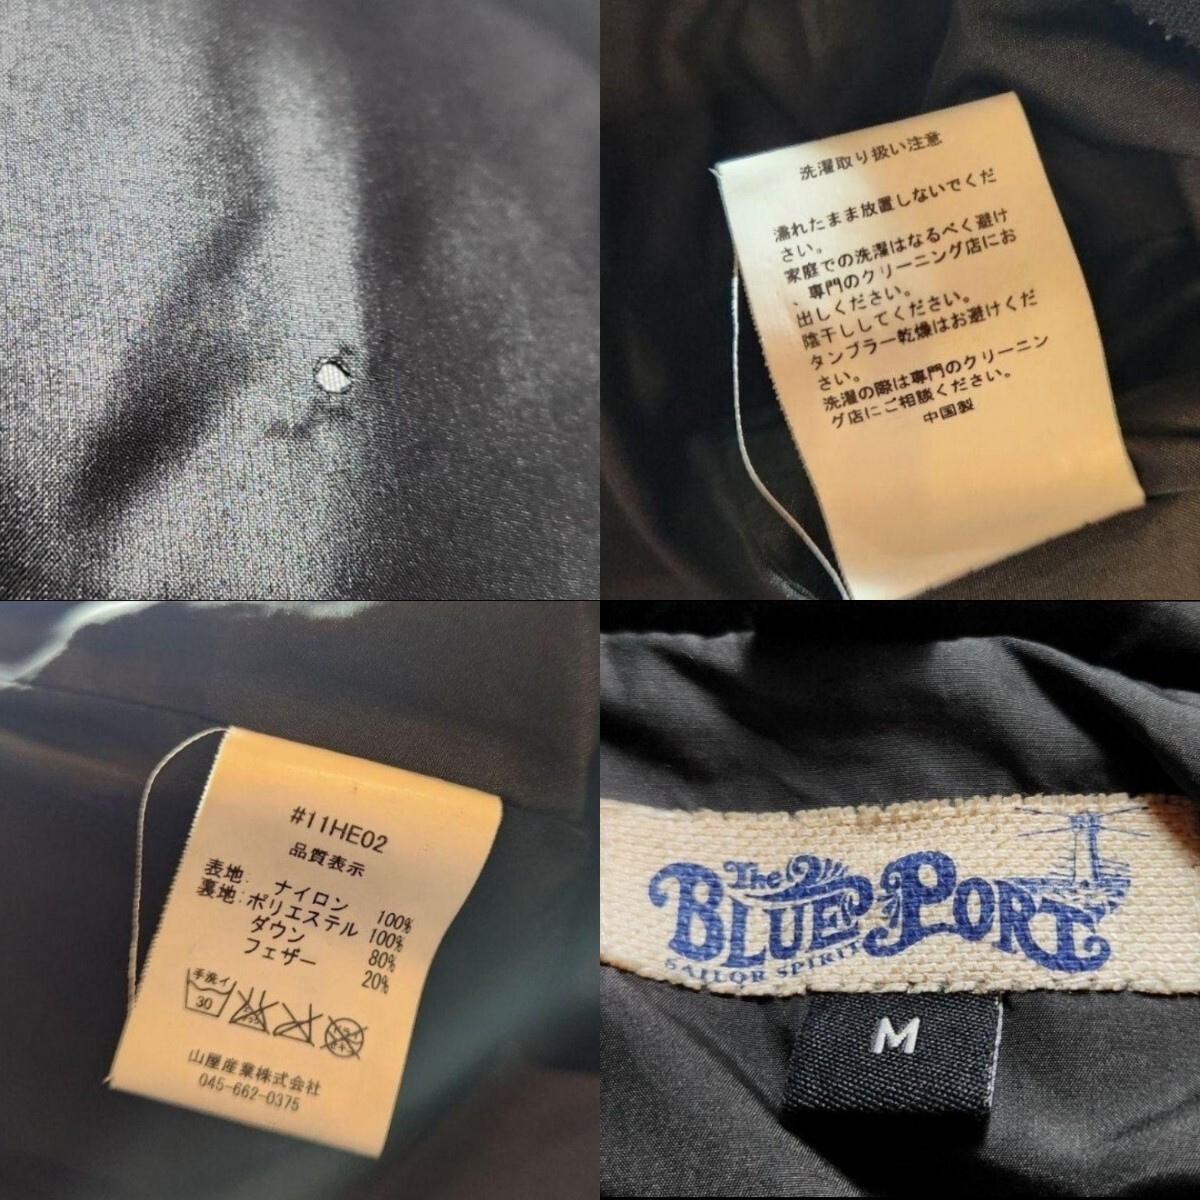 洗濯取り扱い注意
濡れたまま放置しないでくだ
さい。
家庭での洗濯はなるべく避け
、専門のクリーニング店にお
出しください。
陰干ししてください。
タンブラー乾燥はお避けくだ
さい。
洗濯の際は専門のクリーニン
グ店にご相談ください。
中国製
#11HE02
品質表示
表地: ナイロン 100%
裏地:ポリエステル 100%
ダウン 80%
フェザー 20%
手洗イ
30
山屋産業株式会社
045-662-0375
The
BLUE PORT
SAILOR SPIRIT
M